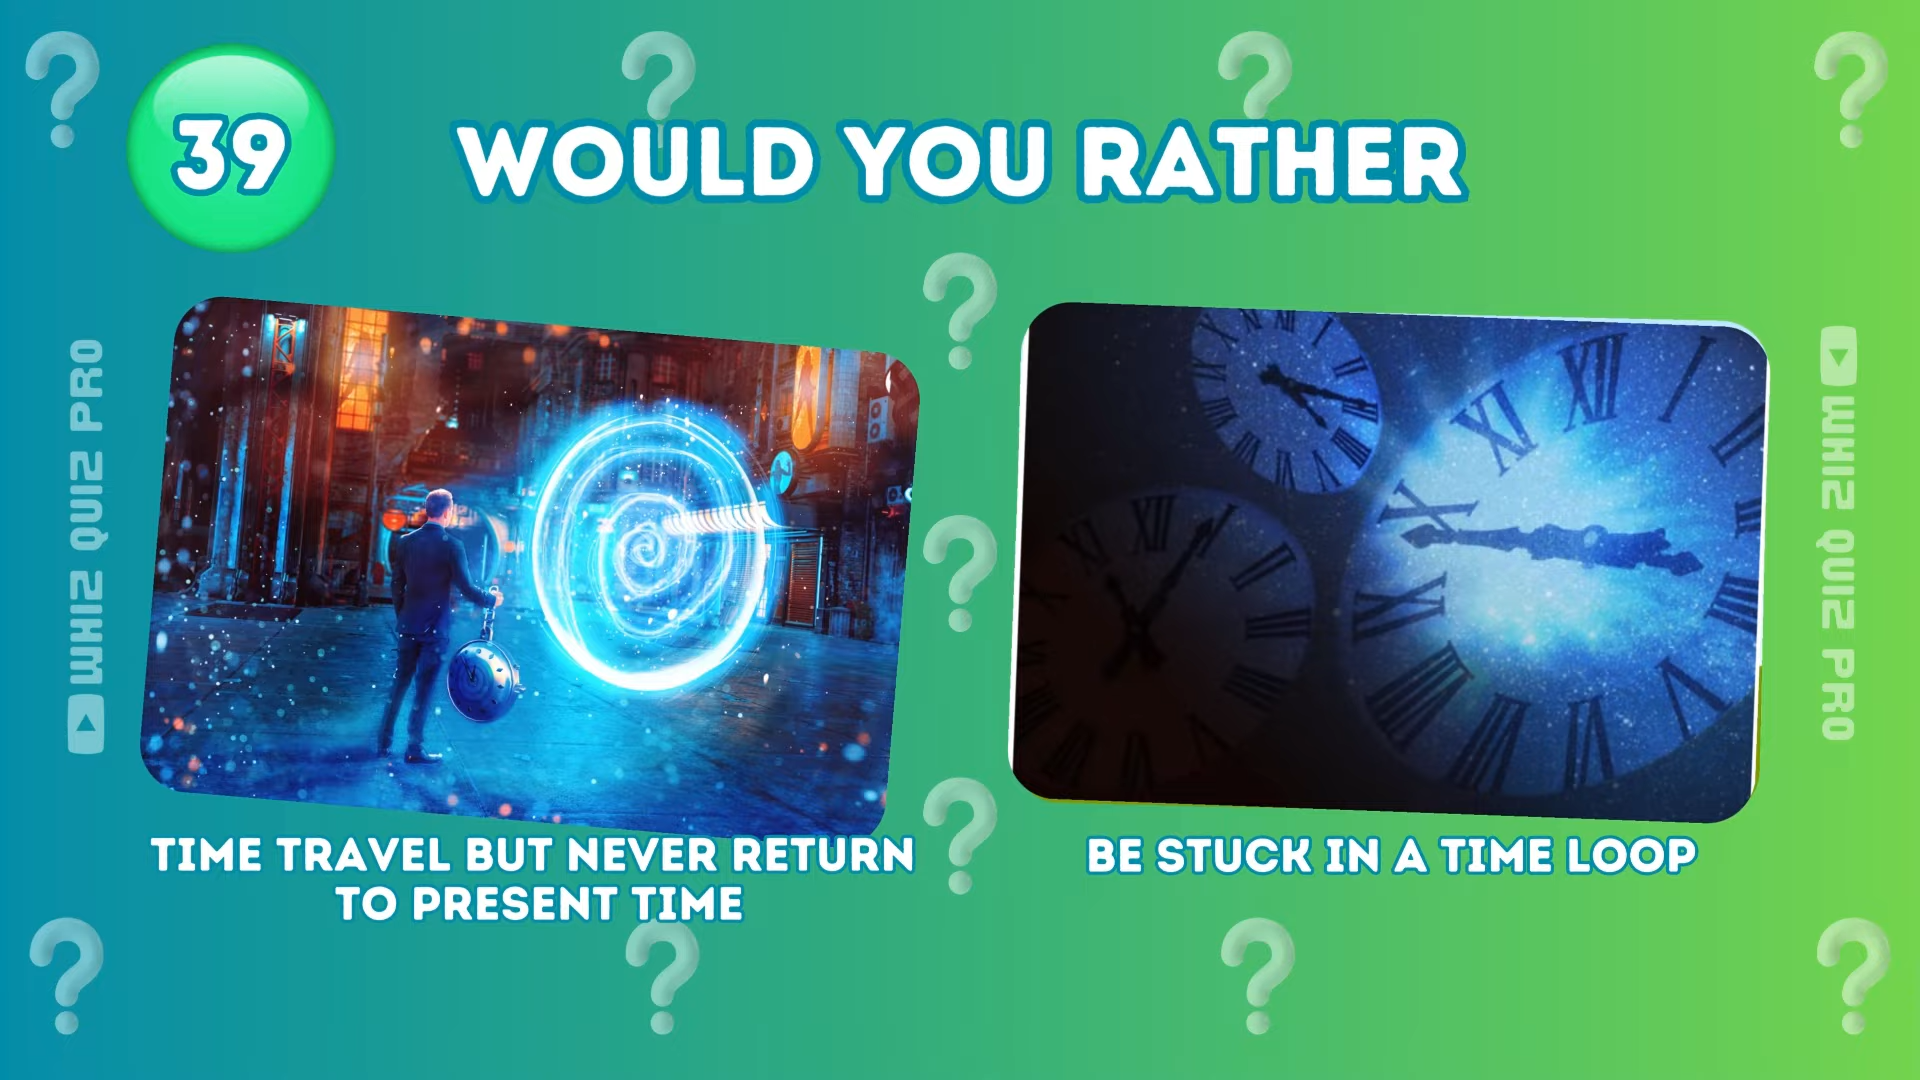 39
WOULD YOU RATHER
WHIZ QUIZ PRO
WHIZ QUIZ PRO
TIME TRAVEL BUT NEVER RETURN
TO PRESENT TIME
BE STUCK IN A TIME LOOP